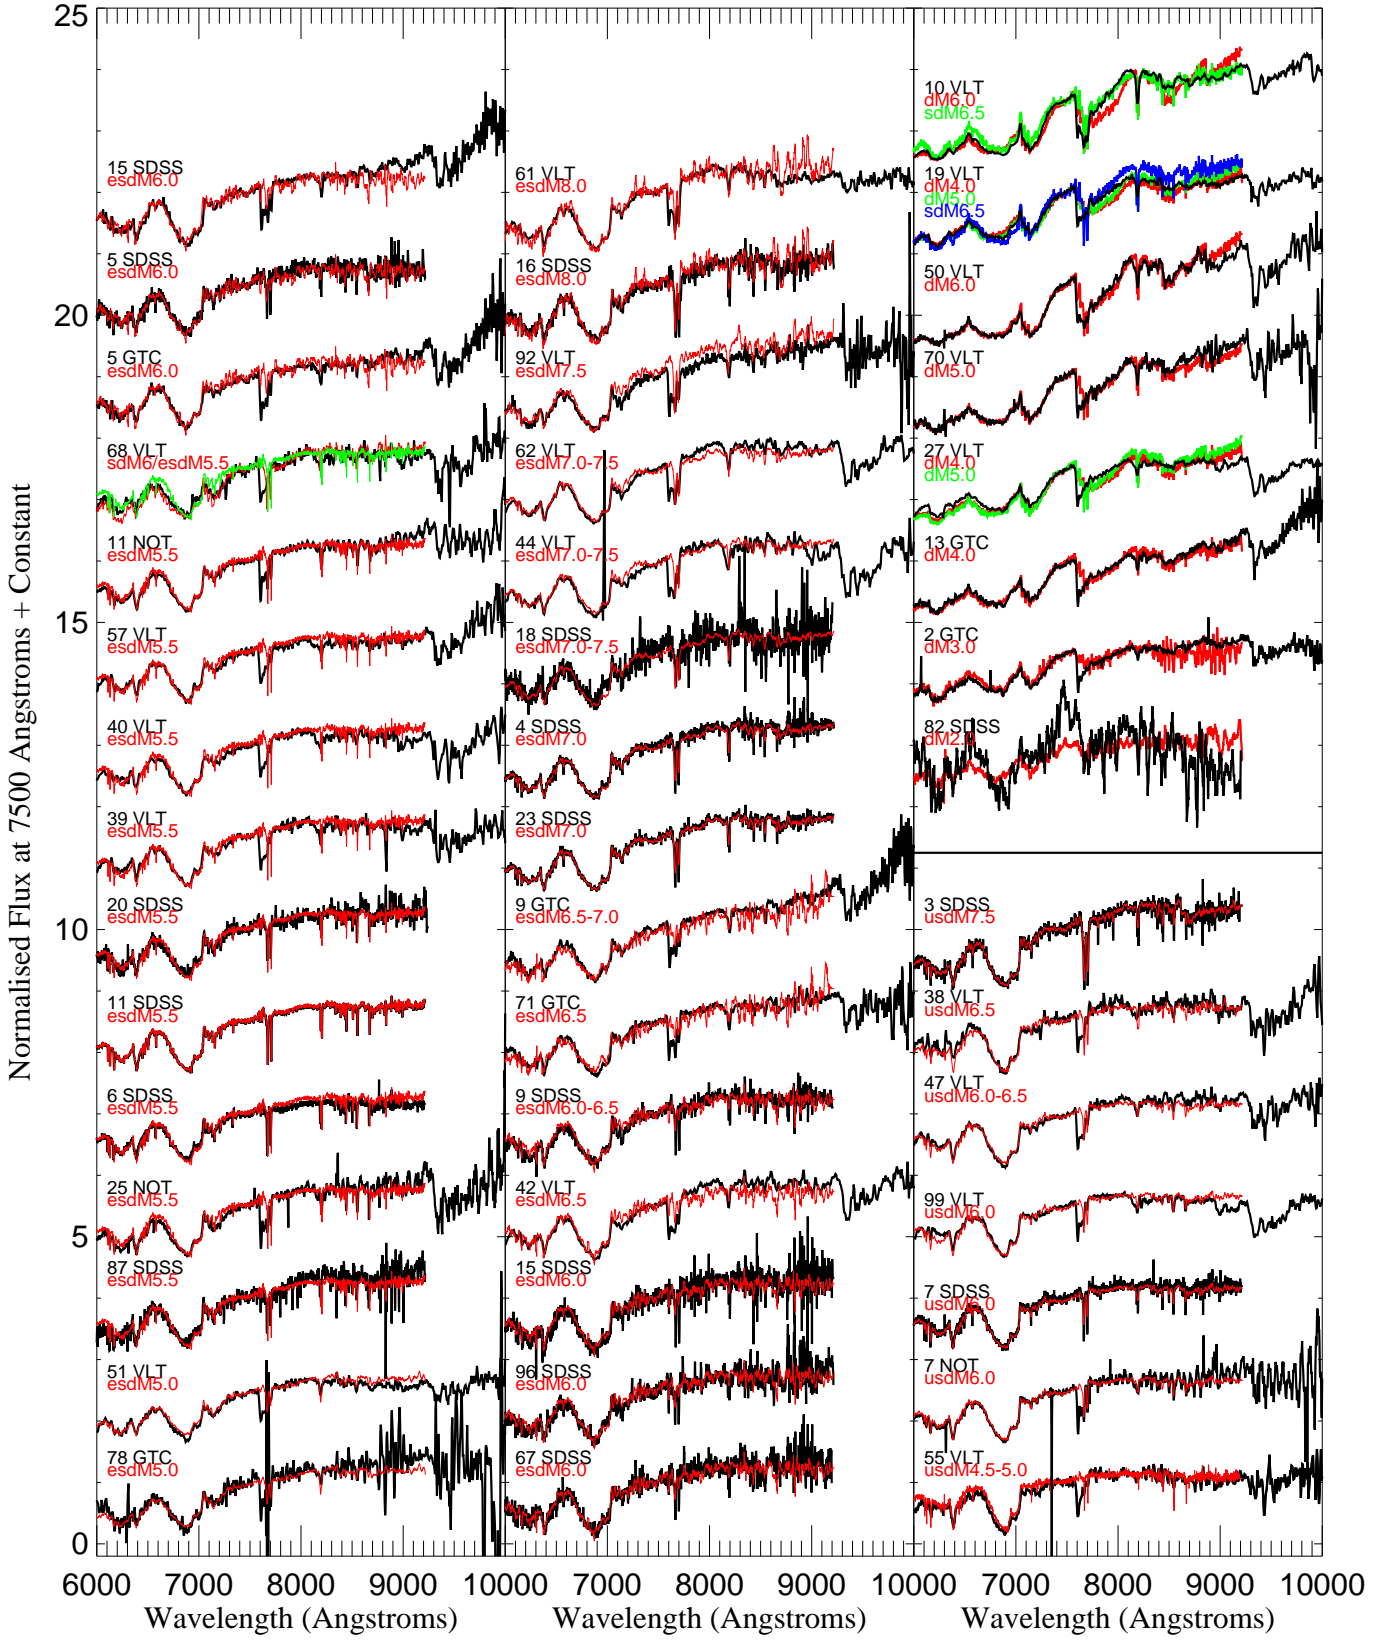 Normalised Flux at 7500 Angstroms + Constant
25
20
15
10
5
0
15 SDSS
esdM6.0
5 SDSS
esdM6.0
5 GTC
esdM6.0
68 VLT
sdM6/esdM5.5
11 NOT
esdM5.5
57 VLT
esdM5.5
40 VLT
esdM5.5
39 VLT
esdM5.5
20 SDSS
esdM5.5
11 SDSS
esdM5.5
6 SDSS
esdM5.5
25 NOT
esdM5.5
87 SDSS
esdM5.5
51 VLT
esdM5.0
78 GTC
esdM5.0
61 VLT
esdM8.0
16 SDSS
esdM8.0
92 VLT
esdM7.5
62 VLT
esdM7.0-7.5
44 VLT
esdM7.0-7.5
18 SDSS
esdM7.0-7.5
4 SDSS
esdM7.0
23 SDSS
esdM7.0
9 GTC
esdM6.5-7.0
71 GTC
esdM6.5
9 SDSS
esdM6.0-6.5
42 VLT
esdM6.5
15 SDSS
esdM6.0
96 SDSS
esdM6.0
67 SDSS
esdM6.0
10 VLT
dM6.0
sdM6.5
19 VLT
dM4.0
dM5.0
sdM6.5
50 VLT
dM6.0
70 VLT
dM5.0
27 VLT
dM4.0
dM5.0
13 GTC
dM4.0
2 GTC
dM3.0
82 SDSS
3 SDSS
usdM7.5
38 VLT
usdM6.5
47 VLT
usdM6.0-6.5
99 VLT
usdM6.0
7 SDSS
usdM6.0
7 NOT
usdM6.0
55 VLT
usdM4.5-5.0
6000 7000 8000 9000 10000 7000 8000 9000 10000 7000 8000 9000 10000
Wavelength (Angstroms) Wavelength (Angstroms) Wavelength (Angstroms)